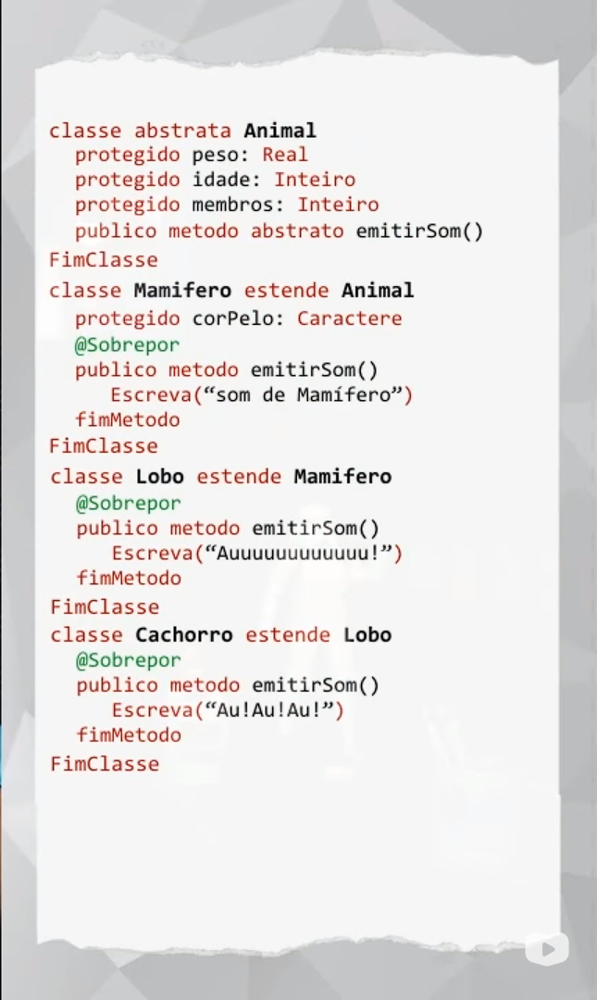 classe abstrata Animal
protegido peso: Real
protegido idade: Inteiro
protegido membros: Inteiro
publico metodo abstrato emitirSom()
FimClasse
classe Mamifero estende Animal
protegido corPelo: Caractere
@Sobrepor
publico metodo emitirSom()
Escreva(“som de Mamífero”)
fimMetodo
FimClasse
classe Lobo estende Mamifero
@Sobrepor
publico metodo emitirSom()
Escreva(“Auuuuuuuuuuuu!”)
fimMetodo
FimClasse
classe Cachorro estende Lobo
@Sobrepor
publico metodo emitirSom()
Escreva(“Au!Au!Au!”)
fimMetodo
FimClasse